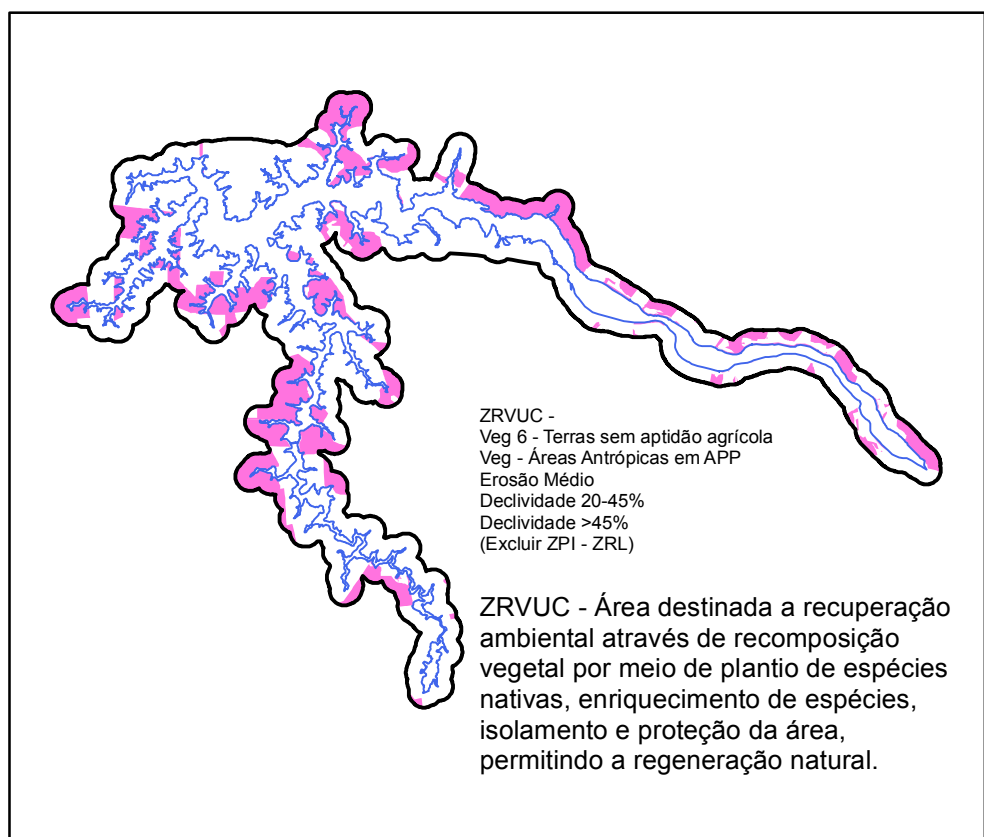 ZRVUC -
Veg 6 - Terras sem aptidão agrícola
Veg - Áreas Antrópicas em APP
Erosão Médio
Declividade 20-45%
Declividade >45%
(Excluir ZPI - ZRL)
ZRVUC - Área destinada a recuperação
ambiental através de recomposição
vegetal por meio de plantio de espécies
nativas, enriquecimento de espécies,
isolamento e proteção da área,
permitindo a regeneração natural.